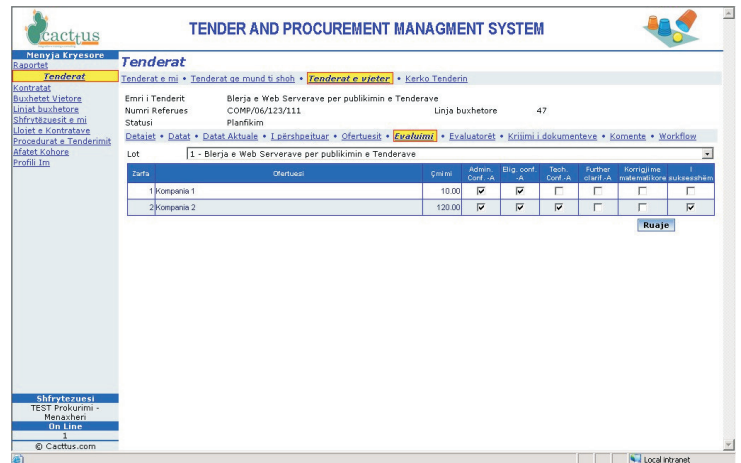 cacttus
TENDER AND PROCUREMENT MANAGMENT SYSTEM
Menyja Kryesore
Raportet
Tenderat
Kontratat
Buxhetet Vjetore
Linjat buxhetore
Shfrytëzuesit e mi
Llojet e Kontratave
Procedurat e Tenderimit
Afatet Kohore
Profili Im
Tenderat
Tenderat e mi • Tenderat qe mund ti shoh • Tenderat e vjeter • Kerko Tenderin
Emri i Tenderit Blerja e Web Serverave per publikimin e Tenderave
Numri Referues COMP/06/123/111 Linja buxhetore 47
Statusi Planfikim
Detajet • Datat • Datat Aktuale • I përshpejtuar • Ofertuesit • Evaluimi • Evaluatorët • Krijimi i dokumenteve • Komente • Workflow
Lot 1 - Blerja e Web Serverave per publikimin e Tenderave
Zarfa Ofertuesi Çmimi Admin. Conf. -A Elig. conf. -A Tech. Conf.-A Further clarif.-A Korrigjime matematikore I suksesshëm
1 Kompania 1 10.00
2 Kompania 2 120.00
Ruaje
Shfrytezuesi
TEST Prokurimi -
Menaxheri
On Line
1
© Cacttus.com
Local intranet